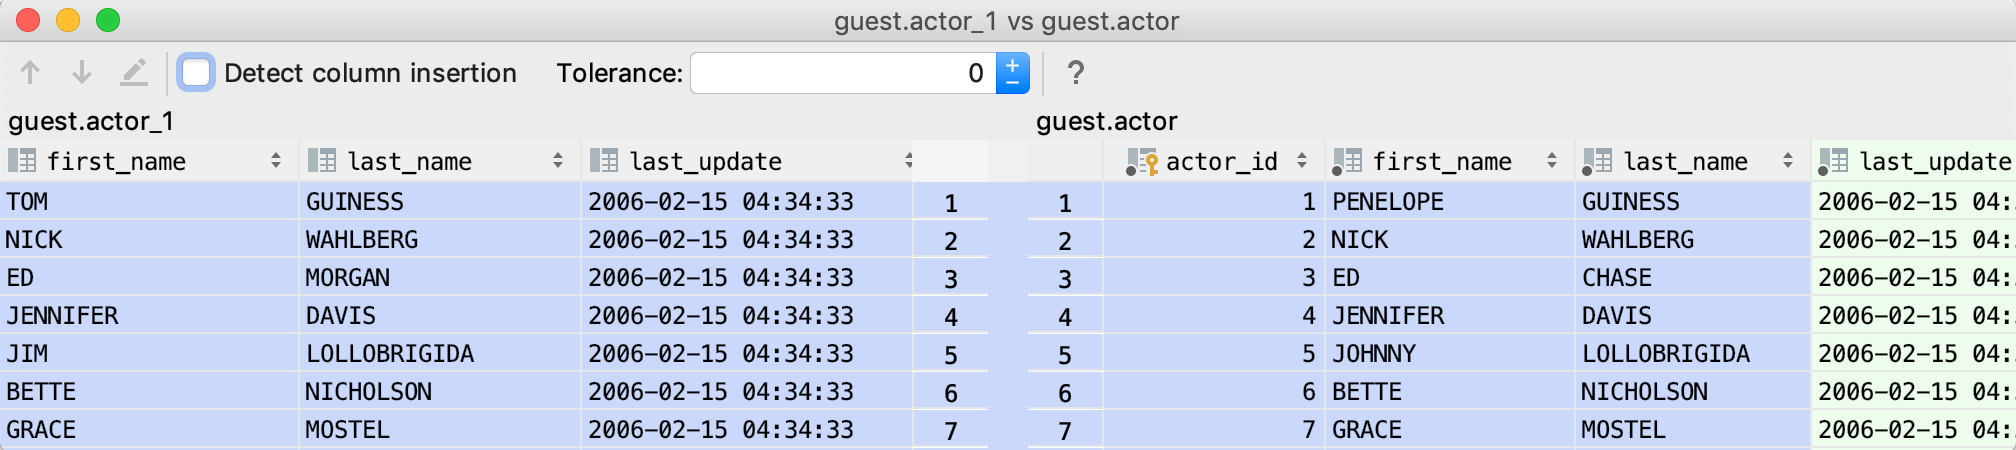 guest.actor_1 vs guest.actor
Detect column insertion Tolerance: 0 + − ?
guest.actor_1 guest.actor
first_name last_name last_update actor_id first_name last_name last_update
TOM GUINESS 2006-02-15 04:34:33 1 1 1 PENELOPE GUINESS 2006-02-15 04:
NICK WAHLBERG 2006-02-15 04:34:33 2 2 2 NICK WAHLBERG 2006-02-15 04:
ED MORGAN 2006-02-15 04:34:33 3 3 3 ED CHASE 2006-02-15 04:
JENNIFER DAVIS 2006-02-15 04:34:33 4 4 4 JENNIFER DAVIS 2006-02-15 04:
JIM LOLLOBRIGIDA 2006-02-15 04:34:33 5 5 5 JOHNNY LOLLOBRIGIDA 2006-02-15 04:
BETTE NICHOLSON 2006-02-15 04:34:33 6 6 6 BETTE NICHOLSON 2006-02-15 04:
GRACE MOSTEL 2006-02-15 04:34:33 7 7 7 GRACE MOSTEL 2006-02-15 04: